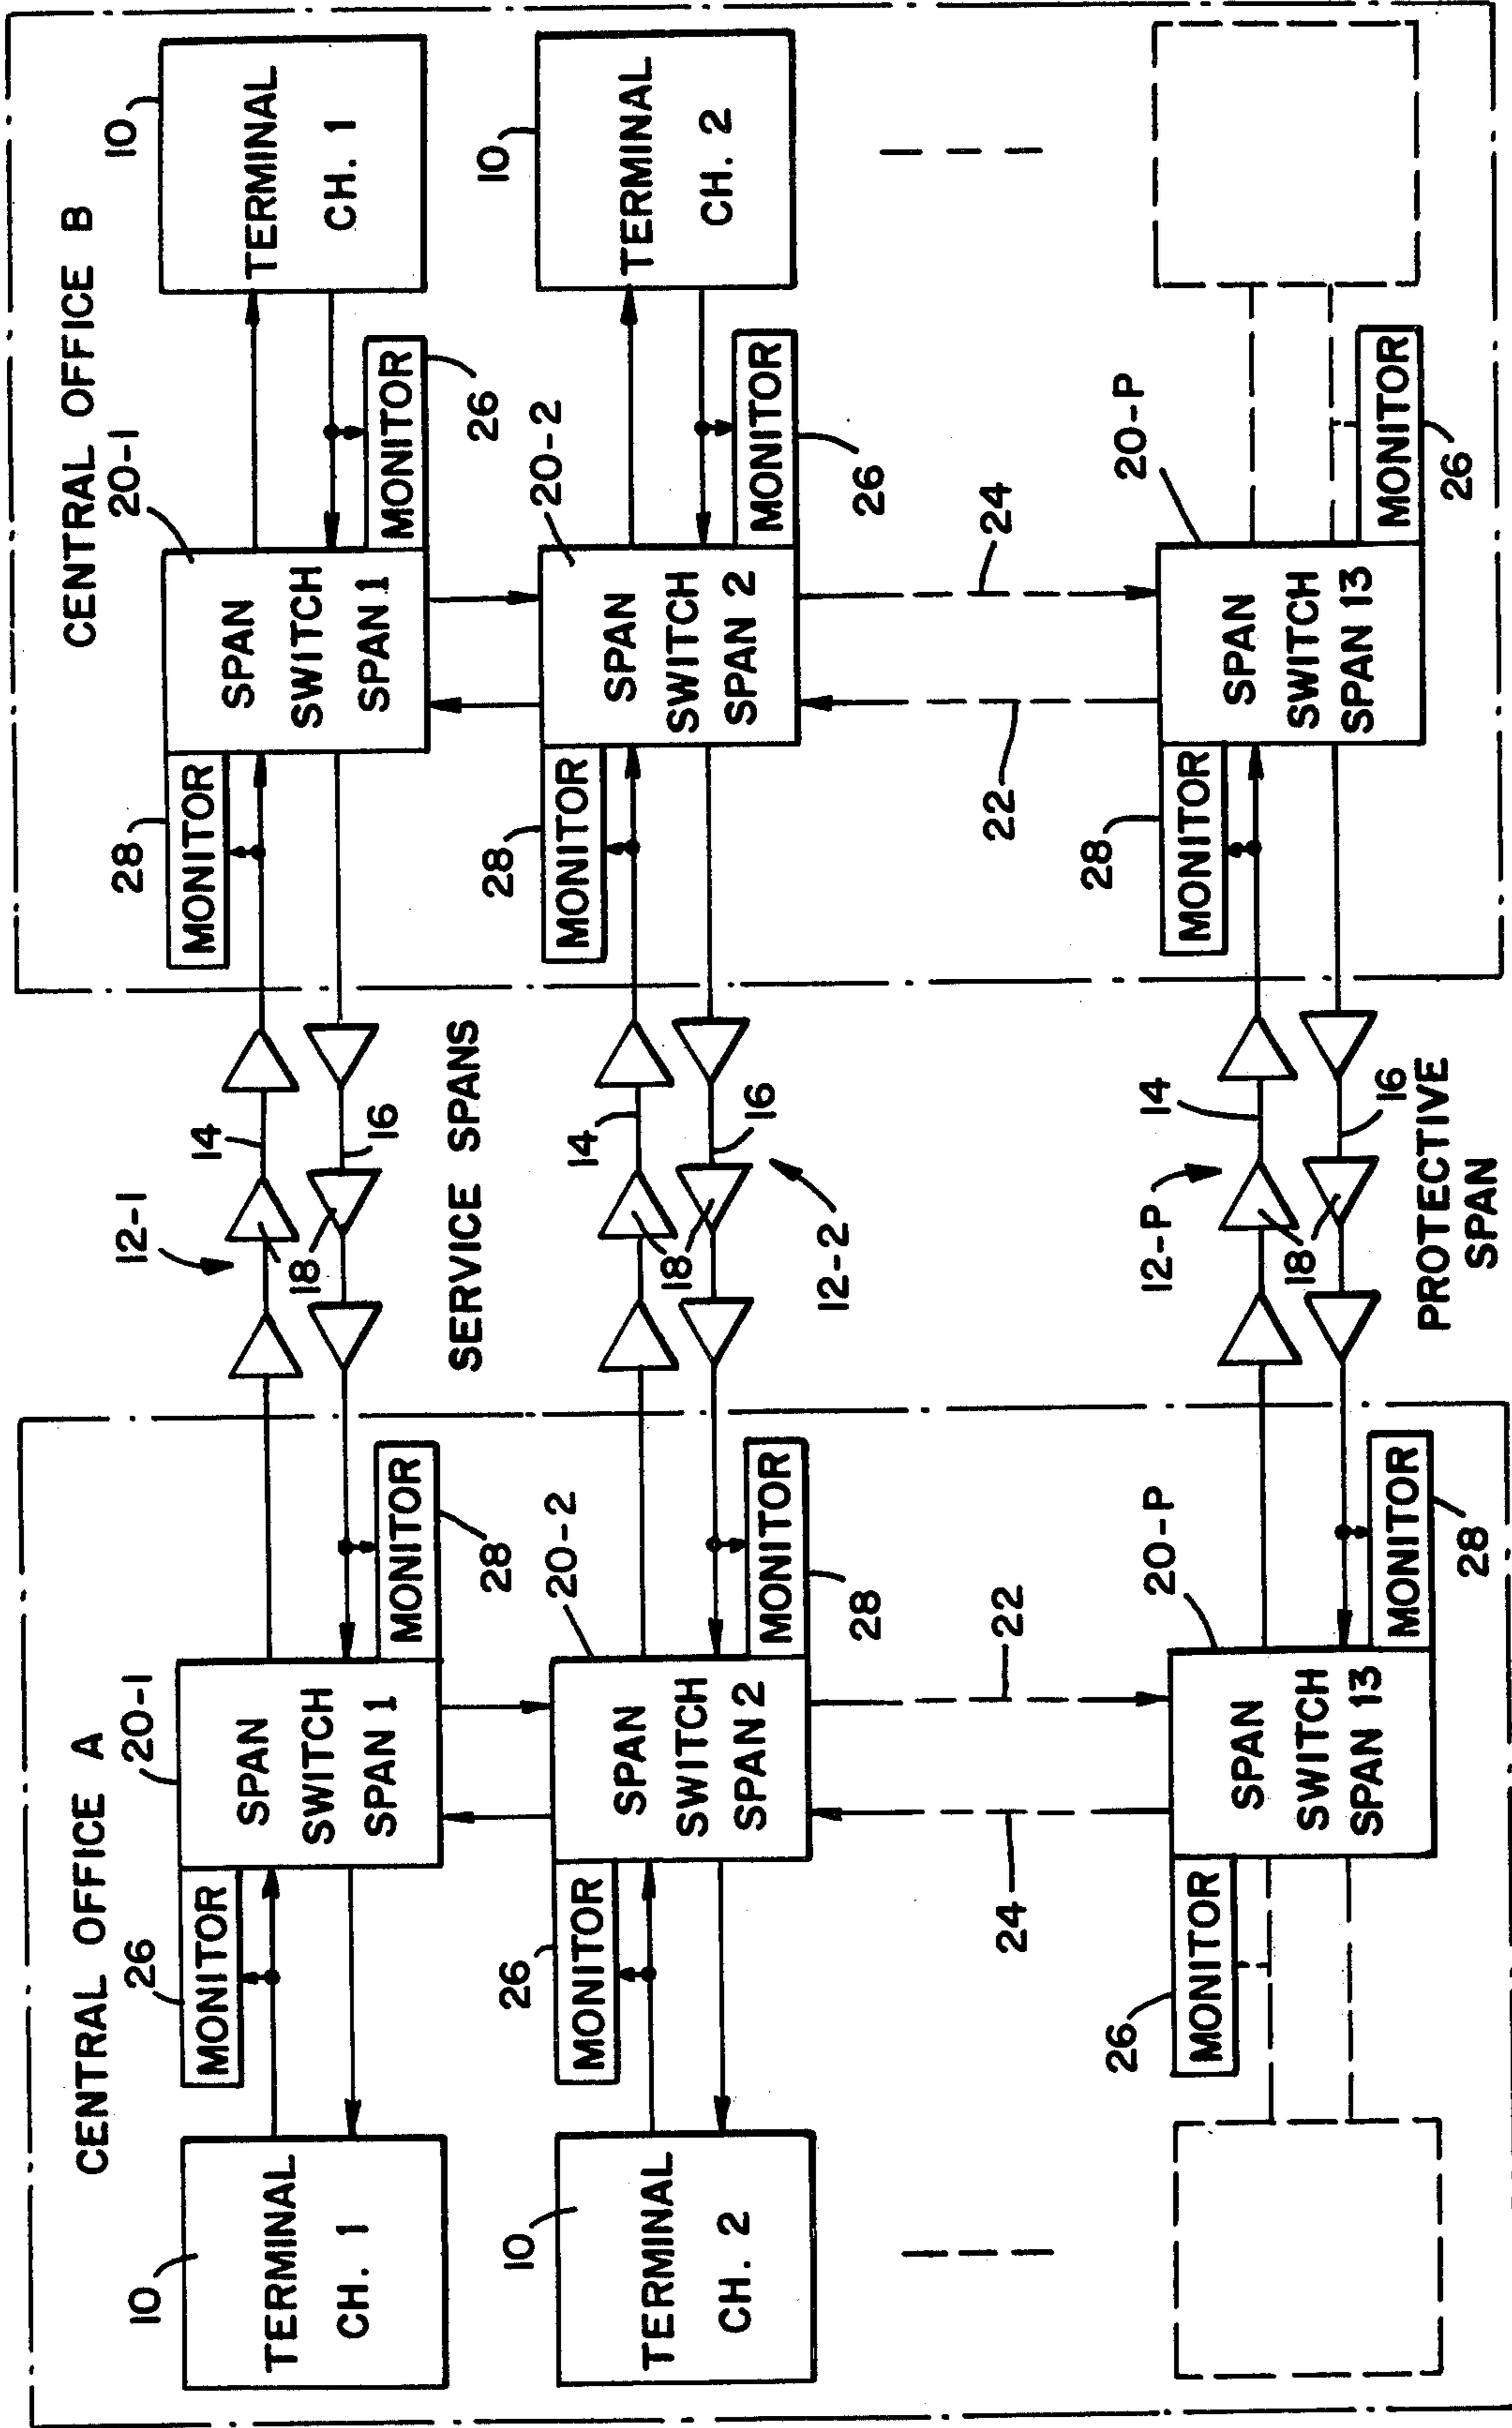 CENTRAL OFFICE A
CENTRAL OFFICE B
10
TERMINAL
CH. 1
26
MONITOR
20-1
SPAN
SWITCH
SPAN 1
MONITOR
28
12-1
14
18
16
SERVICE SPANS
28
MONITOR
20-1
SPAN
SWITCH
SPAN 1
MONITOR
26
10
TERMINAL
CH. 1
10
TERMINAL
CH. 2
26
MONITOR
20-2
SPAN
SWITCH
SPAN 2
MONITOR
28
14
18
16
12-2
28
MONITOR
20-2
SPAN
SWITCH
SPAN 2
MONITOR
26
10
TERMINAL
CH. 2
24
22
22
24
26
MONITOR
20-P
SPAN
SWITCH
SPAN 13
MONITOR
28
12-P
14
18
16
PROTECTIVE
SPAN
28
MONITOR
20-P
SPAN
SWITCH
SPAN 13
MONITOR
26